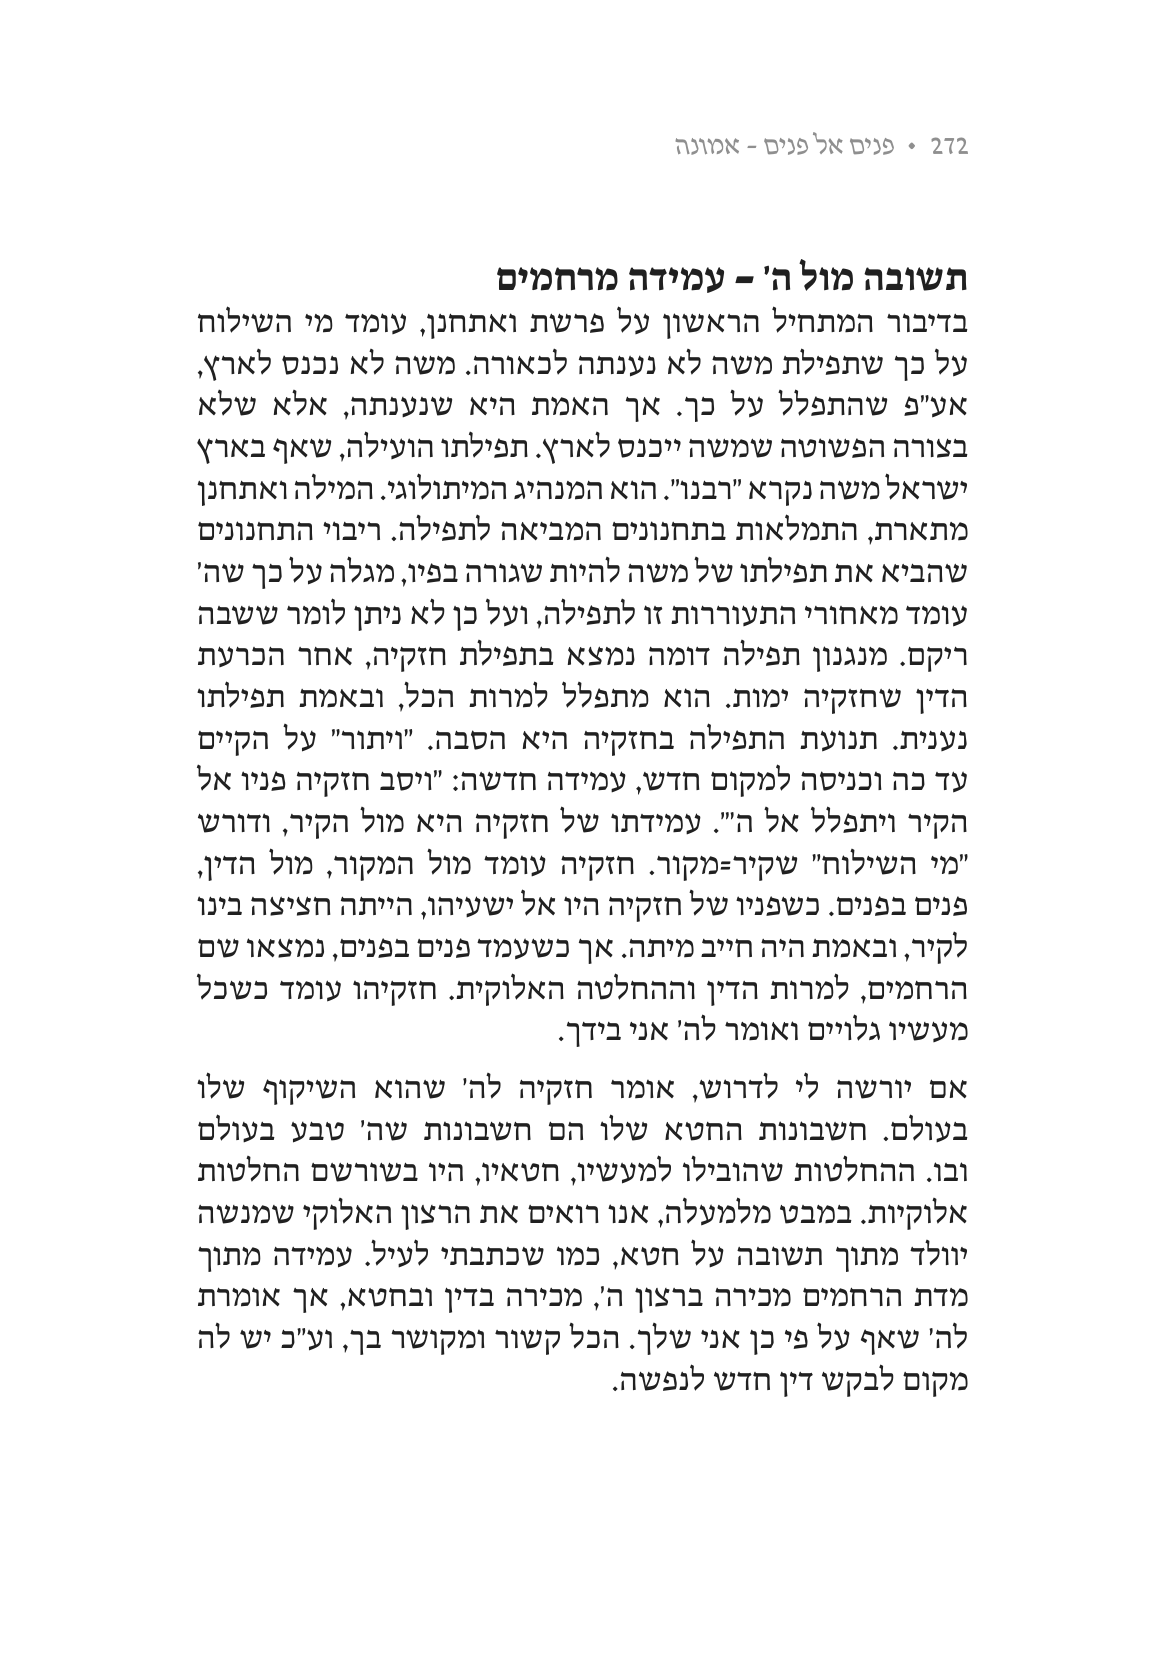 272 • פנים אל פנים – אמונה
תשובה מול ה' – עמידה מרחמים
בדיבור המתחיל הראשון על פרשת ואתחנן, עומד מי השילוח
על כך שתפילת משה לא נענתה לכאורה. משה לא נכנס לארץ,
אע"פ שהתפלל על כך. אך האמת היא שנענתה, אלא שלא
בצורה הפשוטה שמשה ייכנס לארץ. תפילתו הועילה, שאף בארץ
ישראל משה נקרא "רבנו". הוא המנהיג המיתולוגי. המילה ואתחנן
מתארת, התמלאות בתחנונים המביאה לתפילה. ריבוי התחנונים
שהביא את תפילתו של משה להיות שגורה בפיו, מגלה על כך שה'
עומד מאחורי התעוררות זו לתפילה, ועל כן לא ניתן לומר ששבה
ריקם. מנגנון תפילה דומה נמצא בתפילת חזקיה, אחר הכרעת
הדין שחזקיה ימות. הוא מתפלל למרות הכל, ובאמת תפילתו
נענית. תנועת התפילה בחזקיה היא הסבה. "ויתור" על הקיים
עד כה וכניסה למקום חדש, עמידה חדשה: "ויסב חזקיה פניו אל
הקיר ויתפלל אל ה'". עמידתו של חזקיה היא מול הקיר, ודורש
"מי השילוח" שקיר=מקור. חזקיה עומד מול המקור, מול הדין,
פנים בפנים. כשפניו של חזקיה היו אל ישעיהו, הייתה חציצה בינו
לקיר, ובאמת היה חייב מיתה. אך כשעמד פנים בפנים, נמצאו שם
הרחמים, למרות הדין וההחלטה האלוקית. חזקיהו עומד כשכל
מעשיו גלויים ואומר לה' אני בידך.
אם יורשה לי לדרוש, אומר חזקיה לה' שהוא השיקוף שלו
בעולם. חשבונות החטא שלו הם חשבונות שה' טבע בעולם
ובו. ההחלטות שהובילו למעשיו, חטאיו, היו בשורשם החלטות
אלוקיות. במבט מלמעלה, אנו רואים את הרצון האלוקי שמנשה
יוולד מתוך תשובה על חטא, כמו שכתבתי לעיל. עמידה מתוך
מדת הרחמים מכירה ברצון ה', מכירה בדין ובחטא, אך אומרת
לה' שאף על פי כן אני שלך. הכל קשור ומקושר בך, וע"כ יש לה
מקום לבקש דין חדש לנפשה.